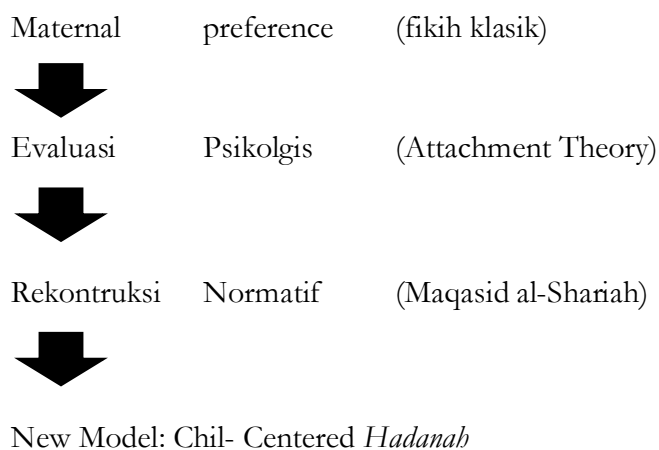 Maternal preference (fikih klasik)
Evaluasi Psikolgis (Attachment Theory)
Rekontruksi Normatif (Maqasid al-Shariah)
New Model: Chil- Centered Hadanah